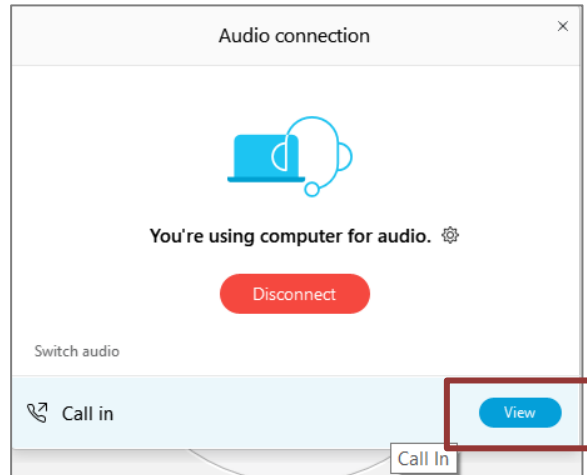 Audio connection
You're using computer for audio.
Disconnect
Switch audio
Call in
View
Call In